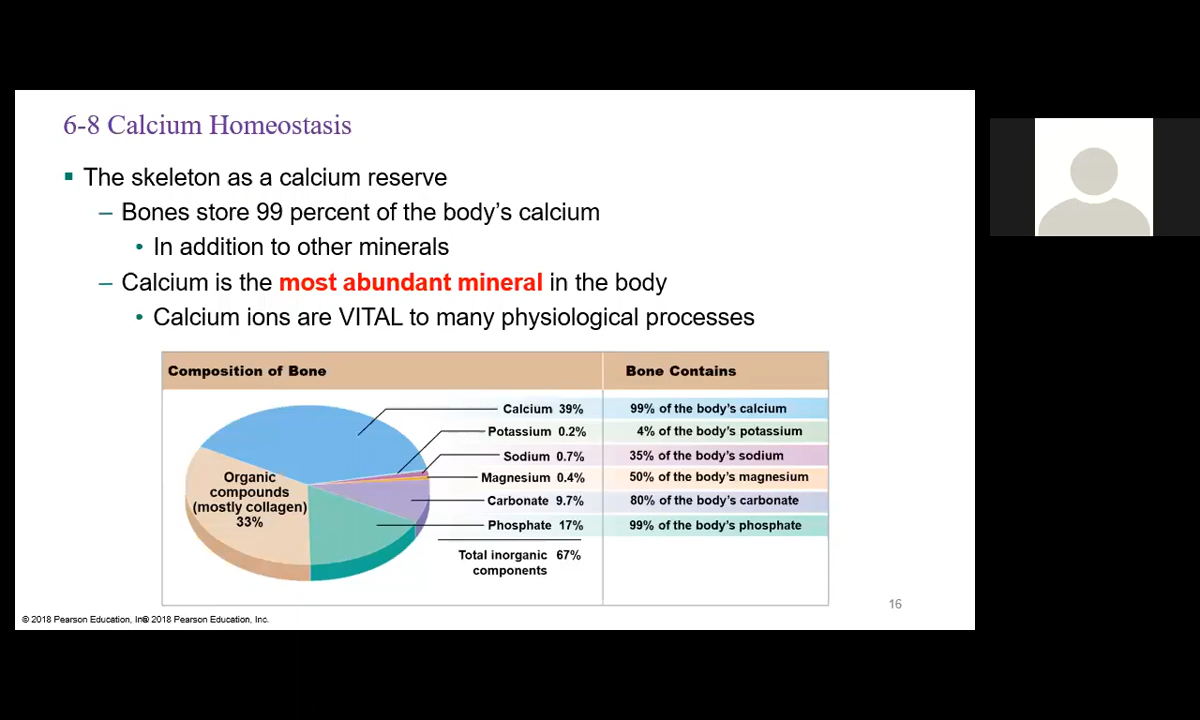 6-8 Calcium Homeostasis
▪ The skeleton as a calcium reserve
– Bones store 99 percent of the body's calcium
• In addition to other minerals
– Calcium is the most abundant mineral in the body
• Calcium ions are VITAL to many physiological processes
Composition of Bone
Bone Contains
Calcium 39%
99% of the body's calcium
Potassium 0.2%
4% of the body's potassium
Sodium 0.7%
35% of the body's sodium
Magnesium 0.4%
50% of the body's magnesium
Carbonate 9.7%
80% of the body's carbonate
Phosphate 17%
99% of the body's phosphate
Organic
compounds
(mostly collagen)
33%
Total inorganic 67%
components
16
© 2018 Pearson Education, In© 2018 Pearson Education, Inc.